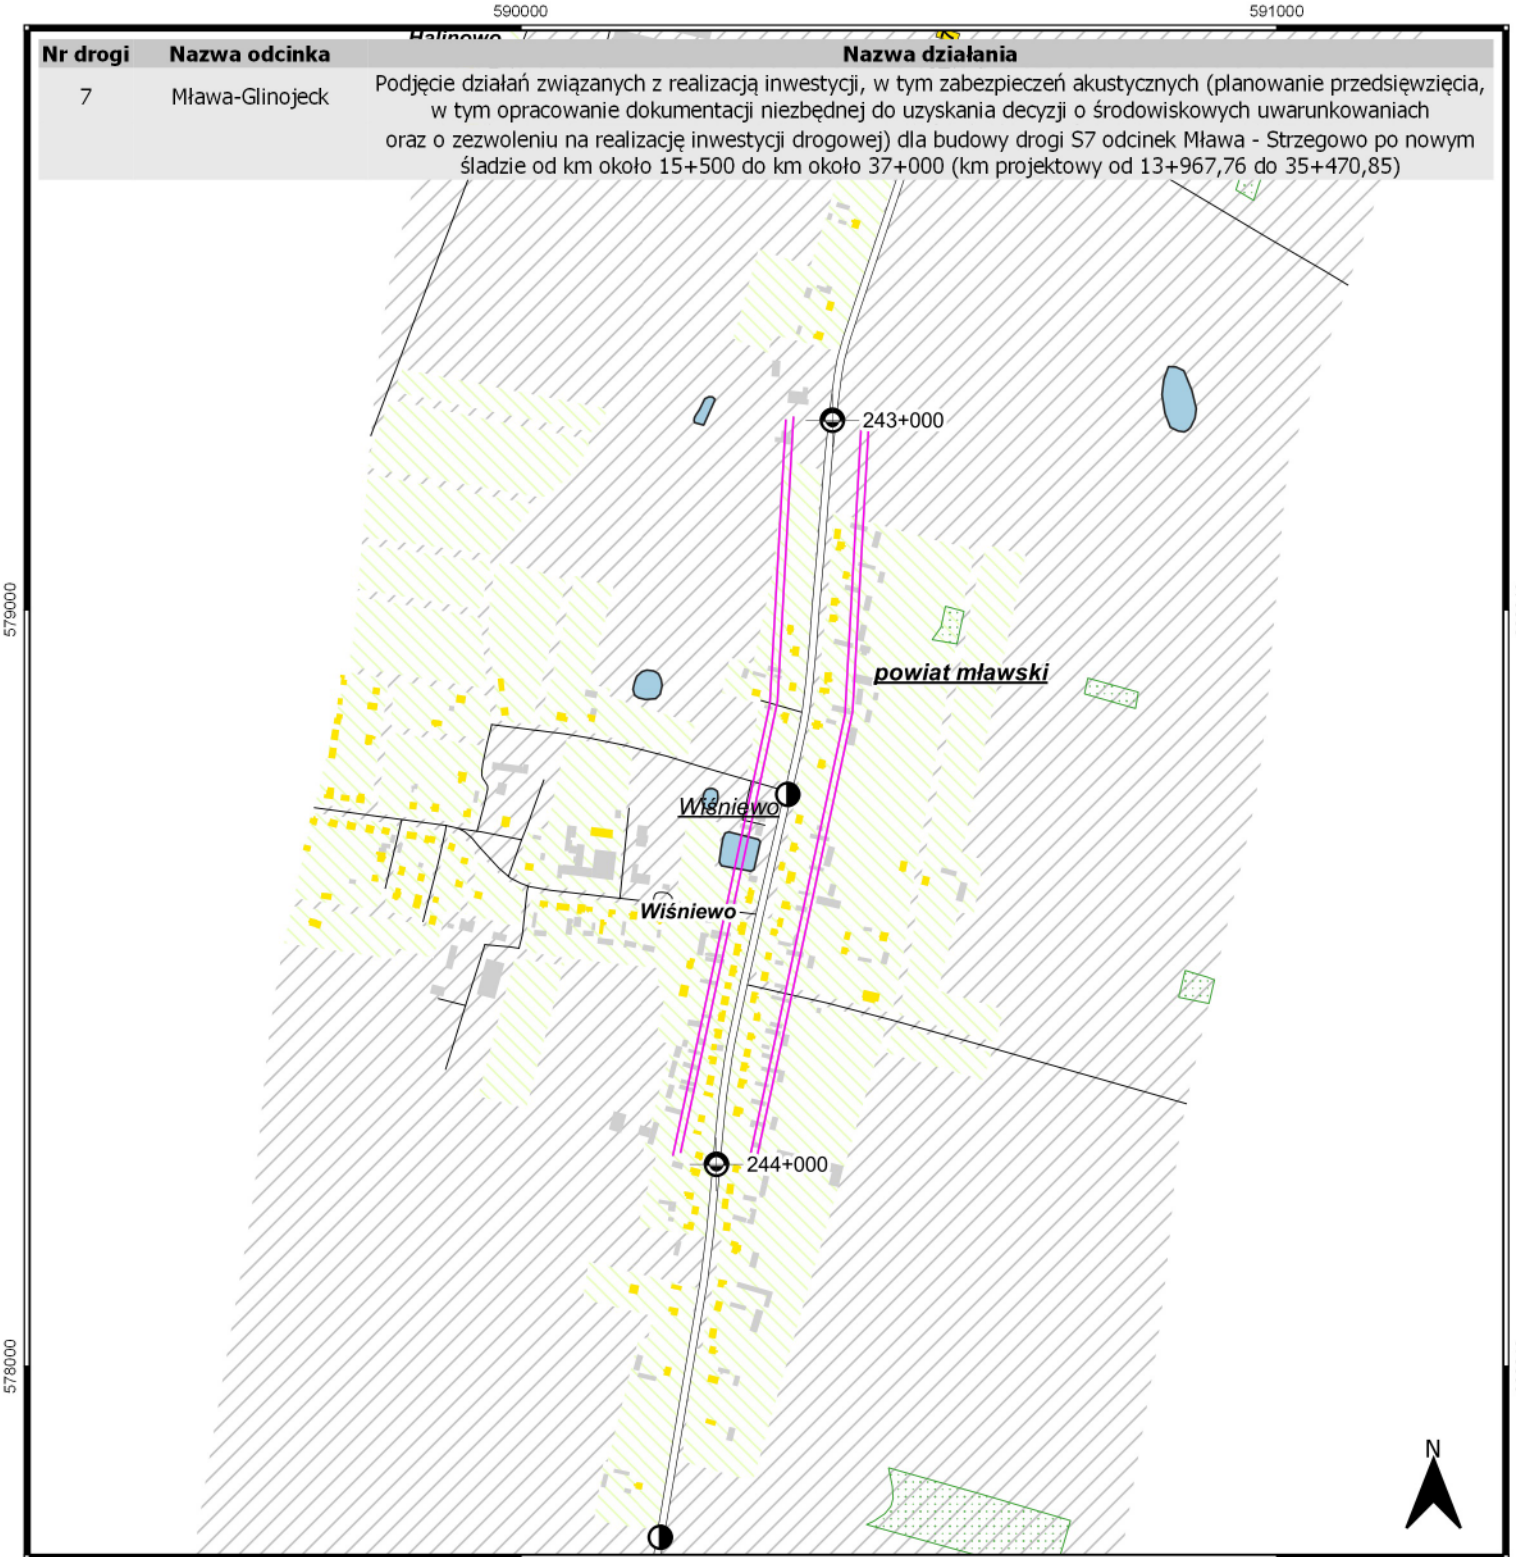 590000 591000
Halinowo
Nr drogi Nazwa odcinka Nazwa działania
7 Mława-Glinojeck Podjęcie działań związanych z realizacją inwestycji, w tym zabezpieczeń akustycznych (planowanie przedsięwzięcia,
w tym opracowanie dokumentacji niezbędnej do uzyskania decyzji o środowiskowych uwarunkowaniach
oraz o zezwoleniu na realizację inwestycji drogowej) dla budowy drogi S7 odcinek Mława - Strzegowo po nowym
śladzie od km około 15+500 do km około 37+000 (km projektowy od 13+967,76 do 35+470,85)
243+000
579000
powiat mławski
Wiśniewo
Wiśniewo
244+000
578000
N